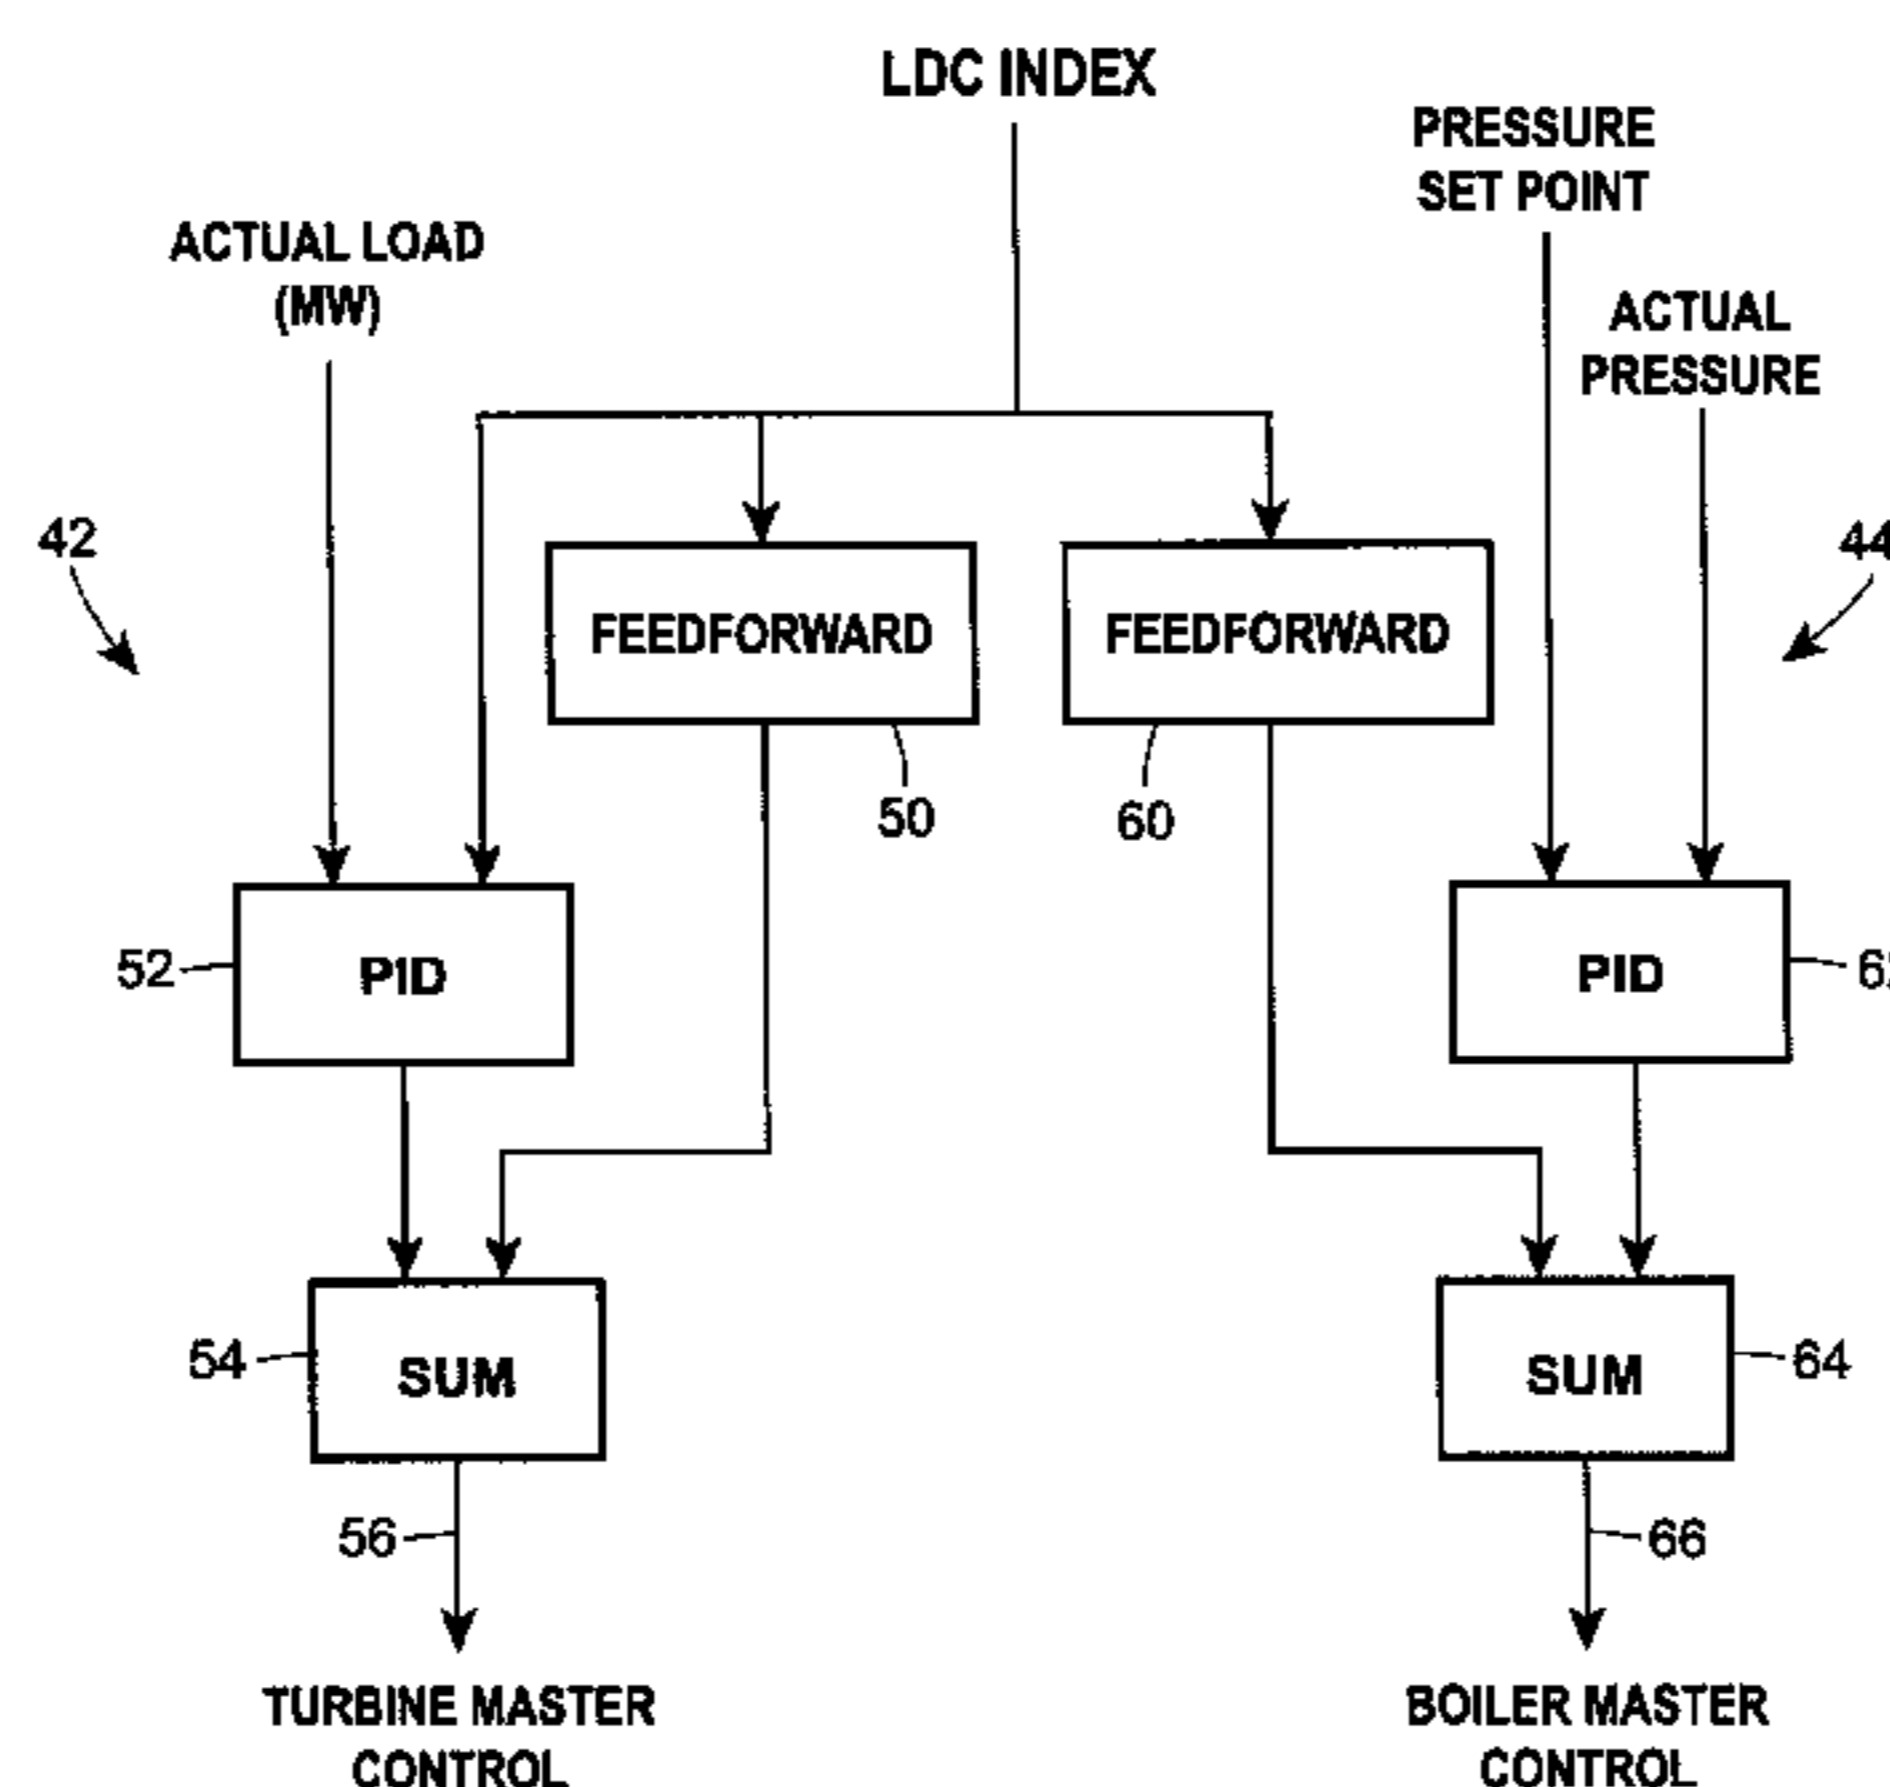 LDC INDEX
PRESSURE
SET POINT
ACTUAL LOAD
(MW)
ACTUAL
PRESSURE
42
44
FEEDFORWARD
FEEDFORWARD
50
60
52
PID
PID
SUM
54
SUM
64
56
66
TURBINE MASTER
CONTROL
BOILER MASTER
CONTROL